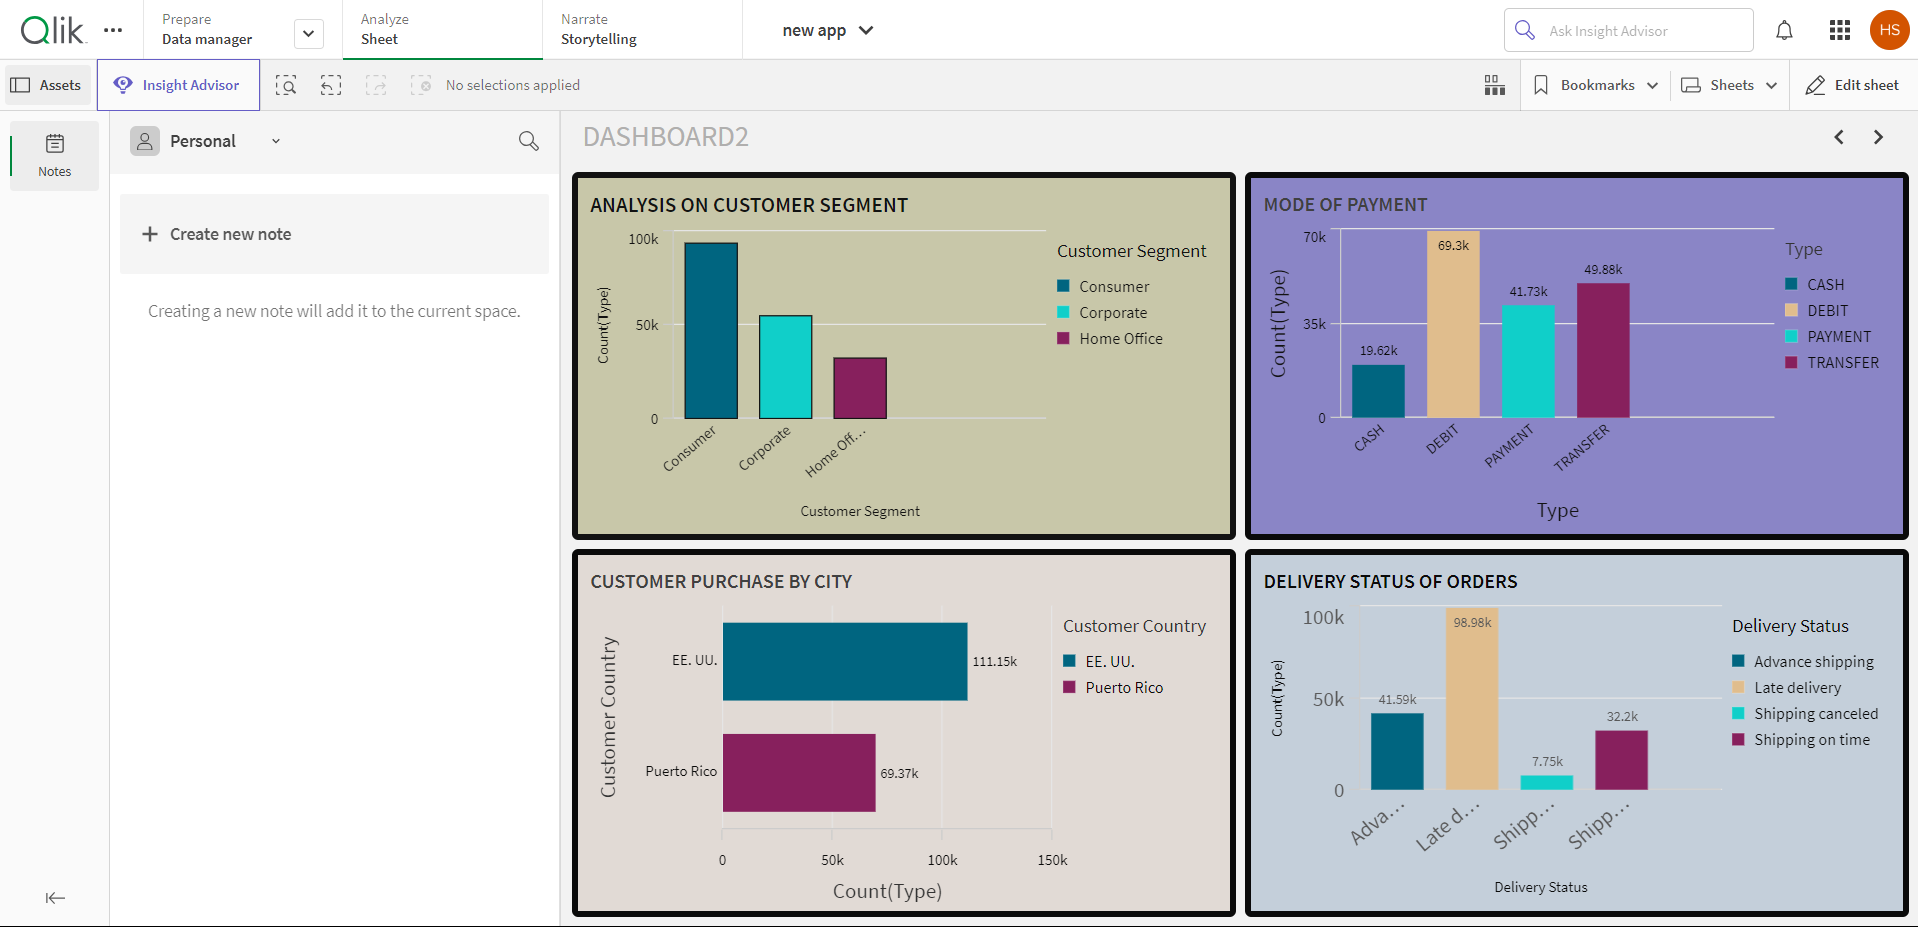 Qlik
Prepare
Data manager
Analyze
Sheet
Narrate
Storytelling
new app
Ask Insight Advisor
HS
Assets
Insight Advisor
No selections applied
Bookmarks
Sheets
Edit sheet
Notes
Personal
Create new note
Creating a new note will add it to the current space.
DASHBOARD2
ANALYSIS ON CUSTOMER SEGMENT
100k
50k
0
Count(Type)
Consumer
Corporate
Home Off...
Customer Segment
Customer Segment
Consumer
Corporate
Home Office
MODE OF PAYMENT
70k
35k
0
Count(Type)
19.62k
69.3k
41.73k
49.88k
CASH
DEBIT
PAYMENT
TRANSFER
Type
Type
CASH
DEBIT
PAYMENT
TRANSFER
CUSTOMER PURCHASE BY CITY
Customer Country
EE. UU.
111.15k
Puerto Rico
69.37k
0
50k
100k
150k
Count(Type)
Customer Country
EE. UU.
Puerto Rico
DELIVERY STATUS OF ORDERS
100k
50k
0
Count(Type)
41.59k
98.98k
7.75k
32.2k
Adva...
Late d...
Shipp...
Shipp...
Delivery Status
Delivery Status
Advance shipping
Late delivery
Shipping canceled
Shipping on time